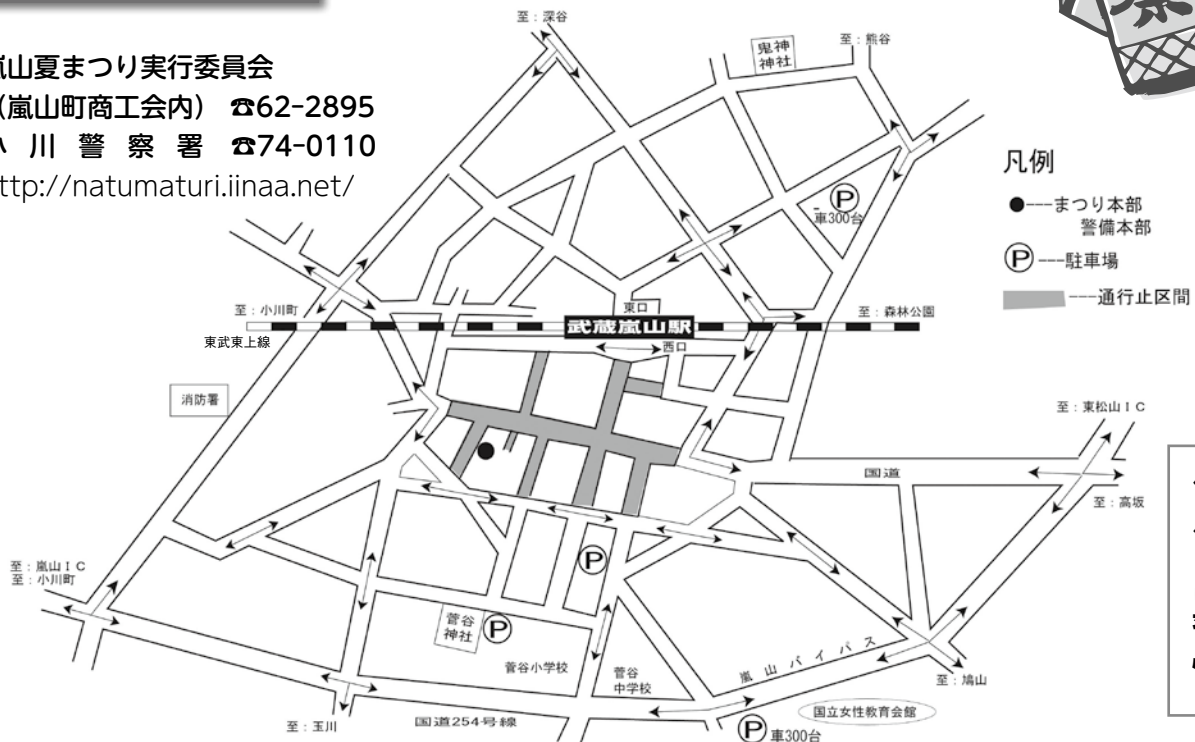 嵐山夏まつり実行委員会
(嵐山町商工会内) ☎62-2895
小川警察署 ☎74-0110
http://natumaturi.iinaa.net/
祭
至：深谷
鬼神
神社
至：熊谷
P
車300台
凡例
●---まつり本部
警備本部
P---駐車場
---通行止区間
至：小川町
東口
武蔵嵐山駅
至：森林公園
東武東上線
西口
消防署
至：東松山IC
国道
至：高坂
至：嵐山IC
至：小川町
P
菅谷
神社
P
菅谷小学校
菅谷
中学校
嵐山バイパス
至：鳩山
国立女性教育会館
至：玉川
国道254号線
P 車300台